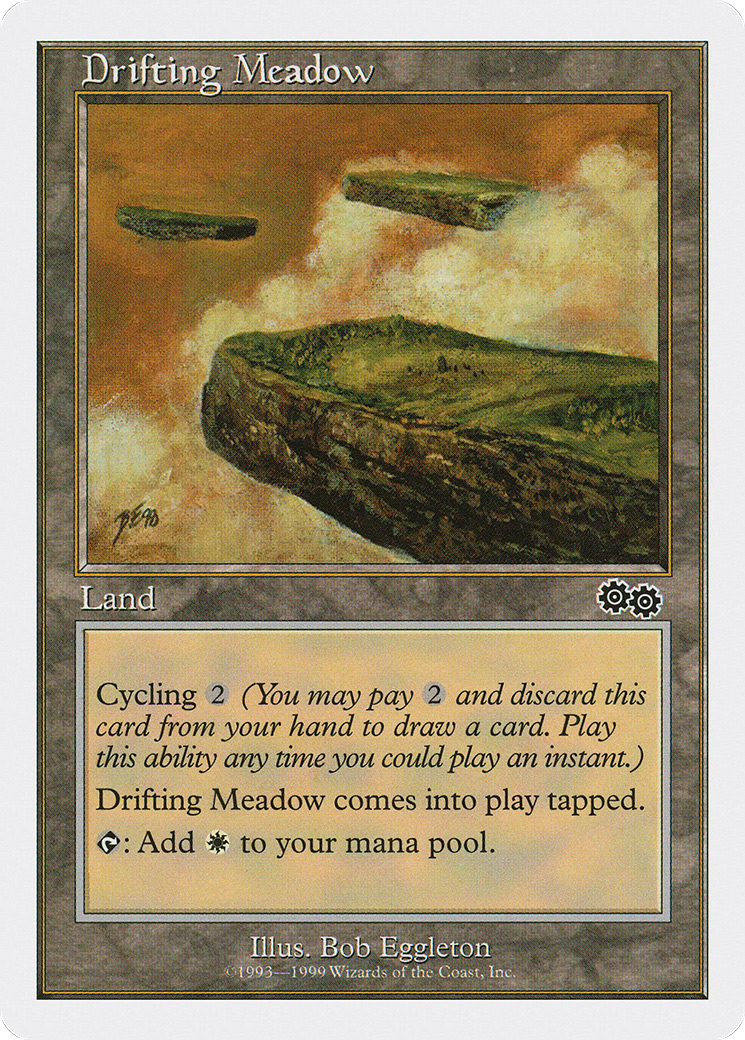 Drifting Meadow
BE98
Land
Cycling 2 (You may pay 2 and discard this
card from your hand to draw a card. Play
this ability any time you could play an instant.)
Drifting Meadow comes into play tapped.
: Add to your mana pool.
Illus. Bob Eggleton
©1993—1999 Wizards of the Coast, Inc.